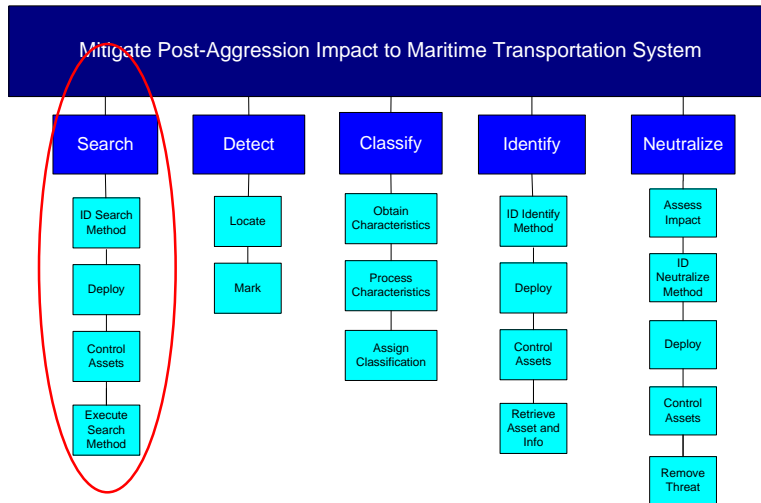 Mitigate Post-Aggression Impact to Maritime Transportation System
Search
Detect
Classify
Identify
Neutralize
ID Search
Method
Deploy
Control
Assets
Execute
Search
Method
Locate
Mark
Obtain
Characteristics
Process
Characteristics
Assign
Classification
ID Identify
Method
Deploy
Control
Assets
Retrieve
Asset and
Info
Assess
Impact
ID
Neutralize
Method
Deploy
Control
Assets
Remove
Threat